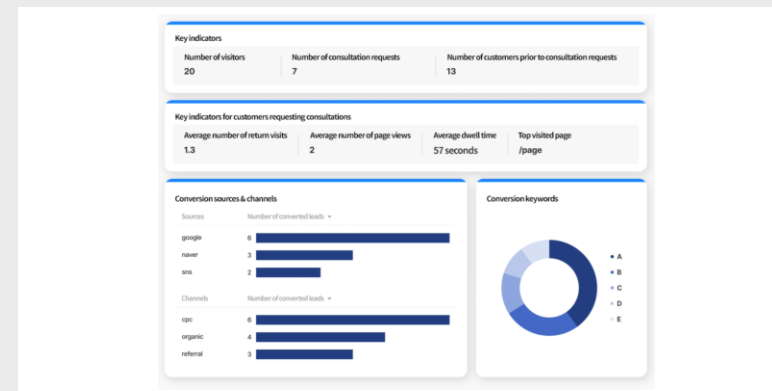 Key indicators
Number of visitors Number of consultation requests Number of customers prior to consultation requests
20 7 13
Key indicators for customers requesting consultations
Average number of return visits Average number of page views Average dwell time Top visited page
1.3 2 57 seconds /page
Conversion sources & channels
Sources Number of converted leads
google 6
naver 3
sns 2
Channels Number of converted leads
cpc 6
organic 4
referral 3
Conversion keywords
A
B
C
D
E